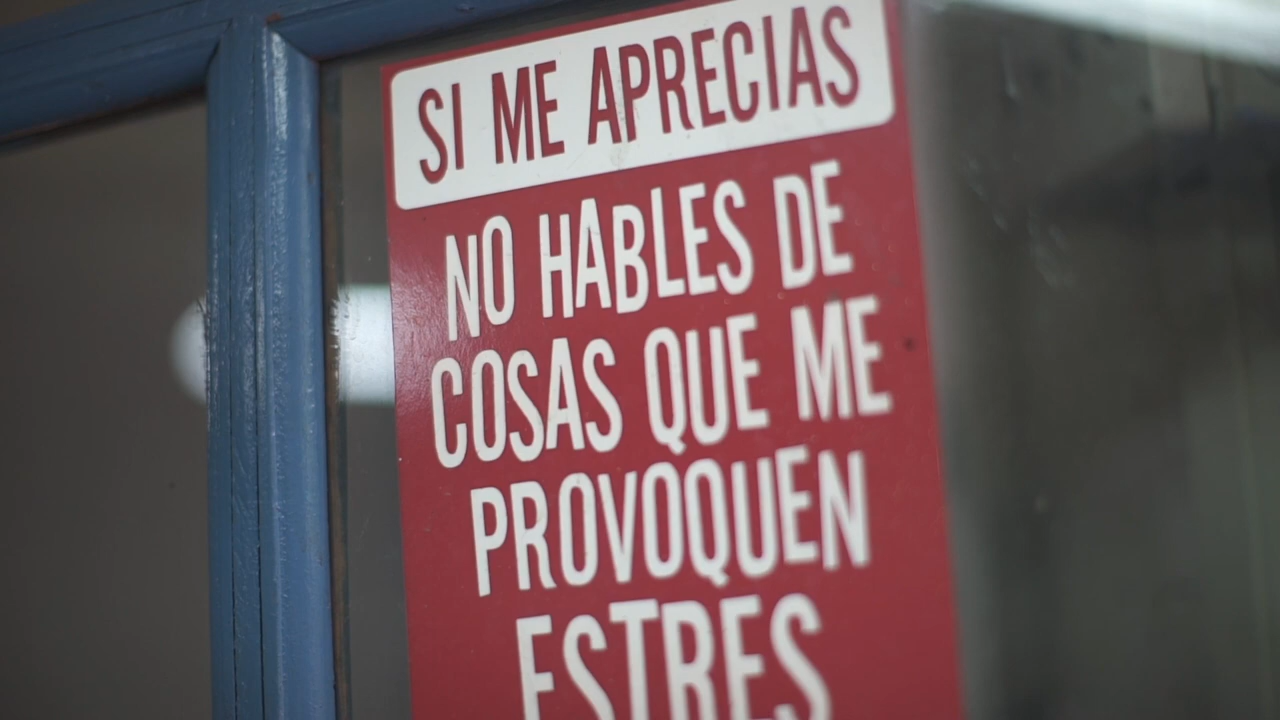 SI ME APRECIAS
NO HABLES DE
COSAS QUE ME
PROVOQUEN
ESTRES